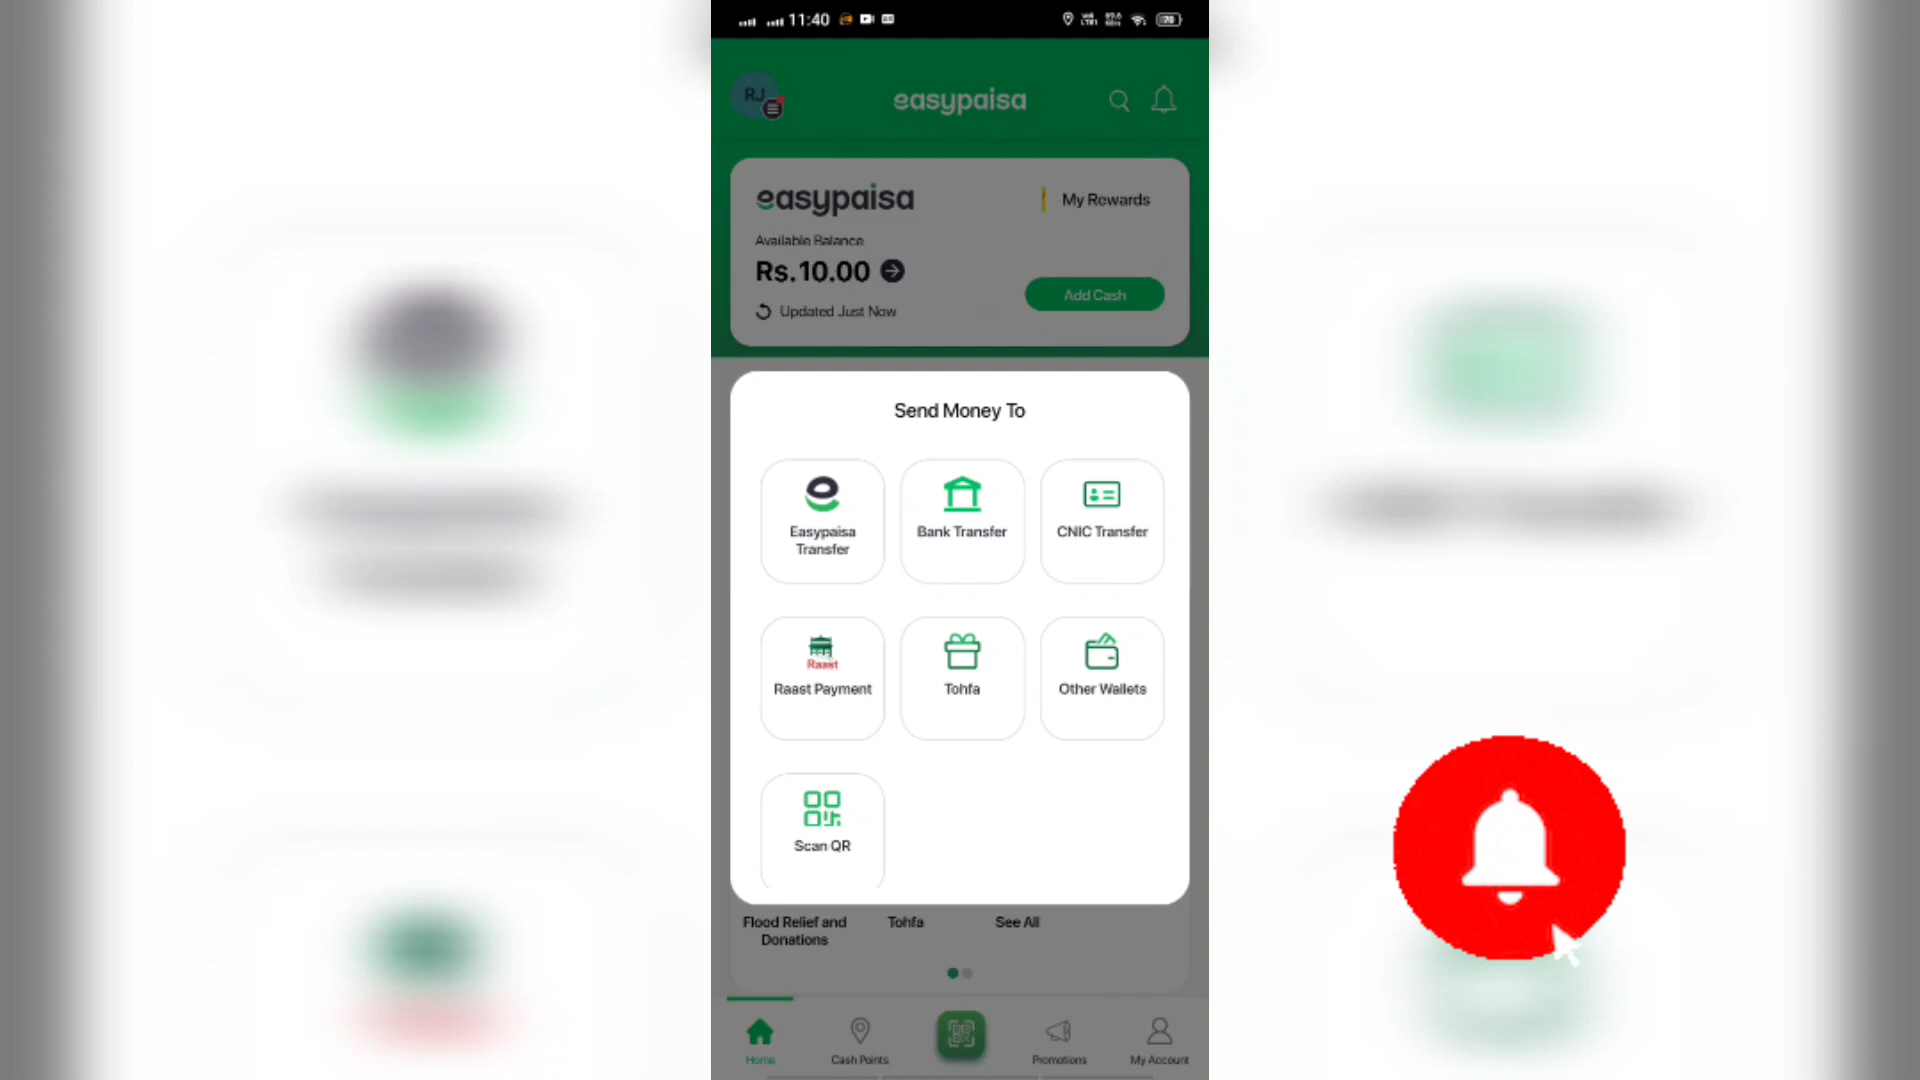 11:40
RJ
easypaisa
easypaisa
My Rewards
Available Balance
Rs.10.00
Add Cash
Updated Just Now
Send Money To
Easypaisa Transfer
Bank Transfer
CNIC Transfer
Raast
Raast Payment
Tohfa
Other Wallets
Scan QR
Flood Relief and Donations
Tohfa
See All
Home
Cash Points
Promotions
My Account